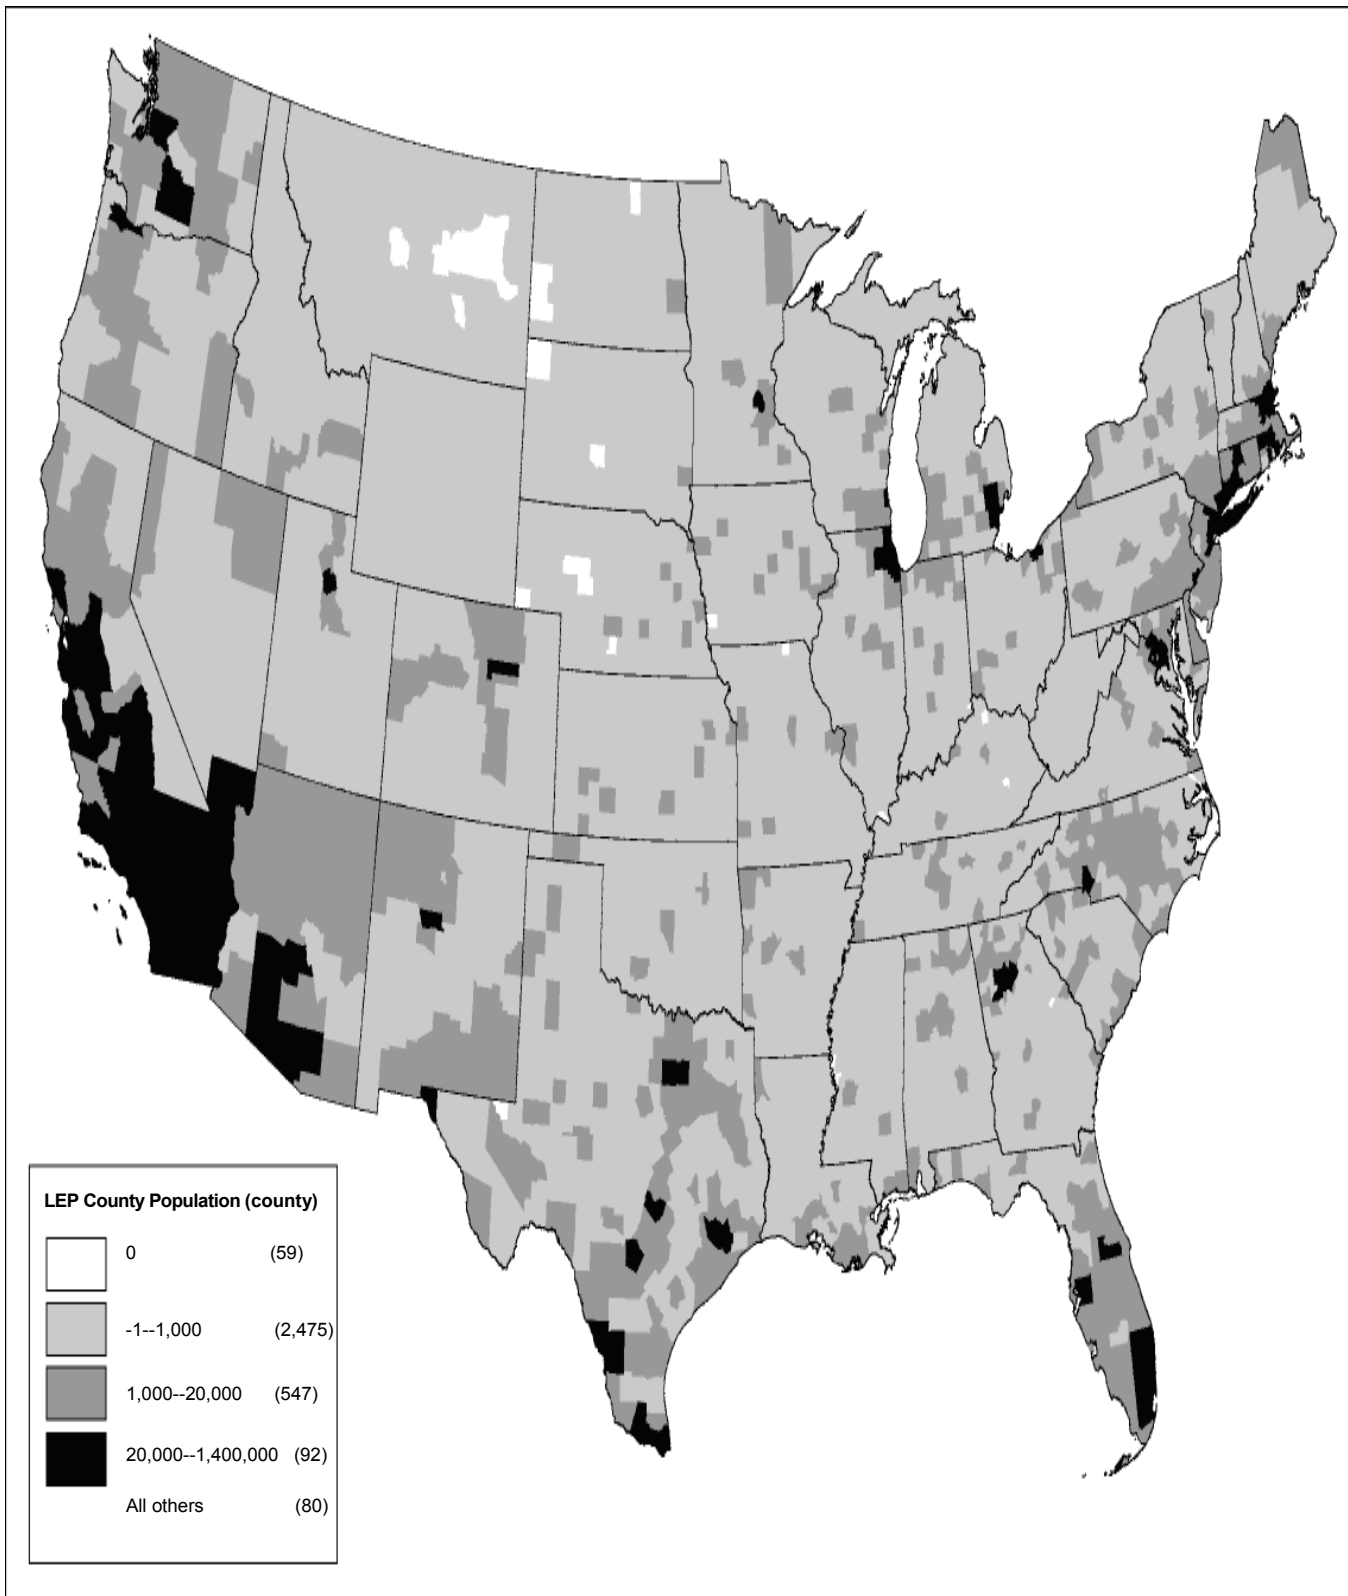 LEP County Population (county)
0 (59)
-1--1,000 (2,475)
1,000--20,000 (547)
20,000--1,400,000 (92)
All others (80)